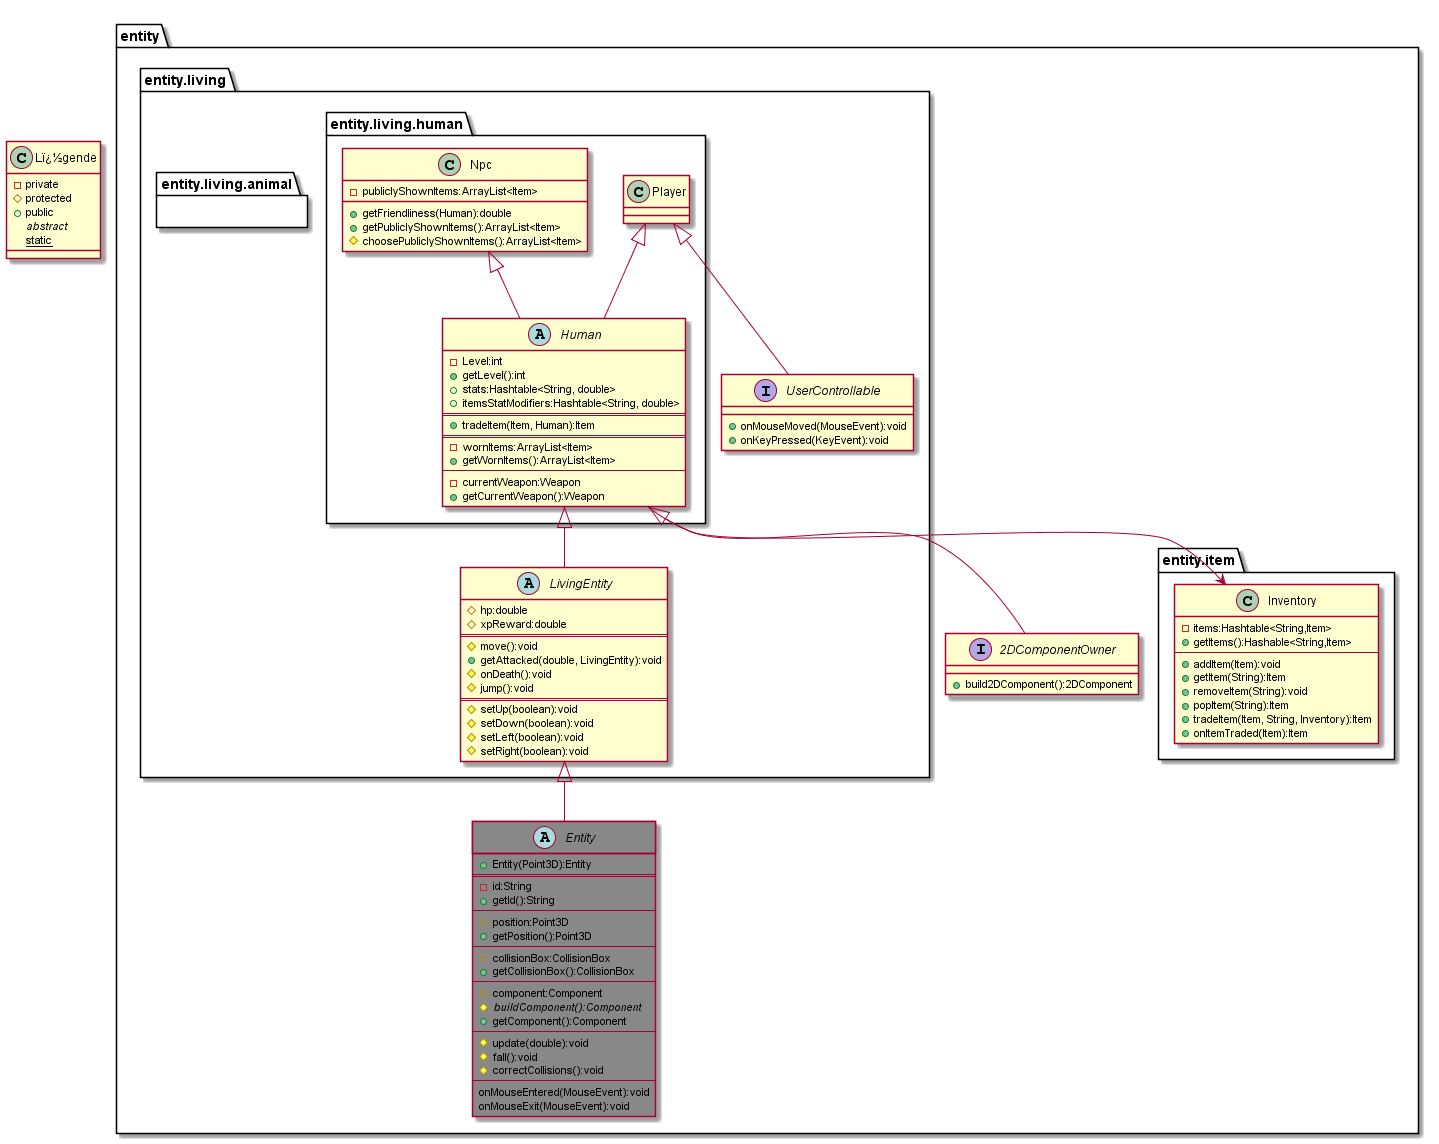 entity
entity.living
entity.living.human
C Lï¿½gende
private
protected
public
abstract
static
entity.living.animal
C Npc
publiclyShownItems:ArrayList<Item>
getFriendliness(Human):double
getPubliclyShownItems():ArrayList<Item>
choosePubliclyShownItems():ArrayList<Item>
C Player
A Human
Level:int
getLevel():int
stats:Hashtable<String, double>
itemsStatModifiers:Hashtable<String, double>
tradeItem(Item, Human):Item
wornItems:ArrayList<Item>
getWornItems():ArrayList<Item>
currentWeapon:Weapon
getCurrentWeapon():Weapon
I UserControllable
onMouseMoved(MouseEvent):void
onKeyPressed(KeyEvent):void
A LivingEntity
hp:double
xpReward:double
move():void
getAttacked(double, LivingEntity):void
onDeath():void
jump():void
setUp(boolean):void
setDown(boolean):void
setLeft(boolean):void
setRight(boolean):void
I 2DComponentOwner
build2DComponent():2DComponent
entity.item
C Inventory
items:Hashtable<String,Item>
getItems():Hashable<String,Item>
addItem(Item):void
getItem(String):Item
removeItem(String):void
popItem(String):Item
tradeItem(Item, String, Inventory):Item
onItemTraded(Item):Item
A Entity
Entity(Point3D):Entity
id:String
getId():String
position:Point3D
getPosition():Point3D
collisionBox:CollisionBox
getCollisionBox():CollisionBox
component:Component
buildComponent():Component
getComponent():Component
update(double):void
fall():void
correctCollisions():void
onMouseEntered(MouseEvent):void
onMouseExit(MouseEvent):void